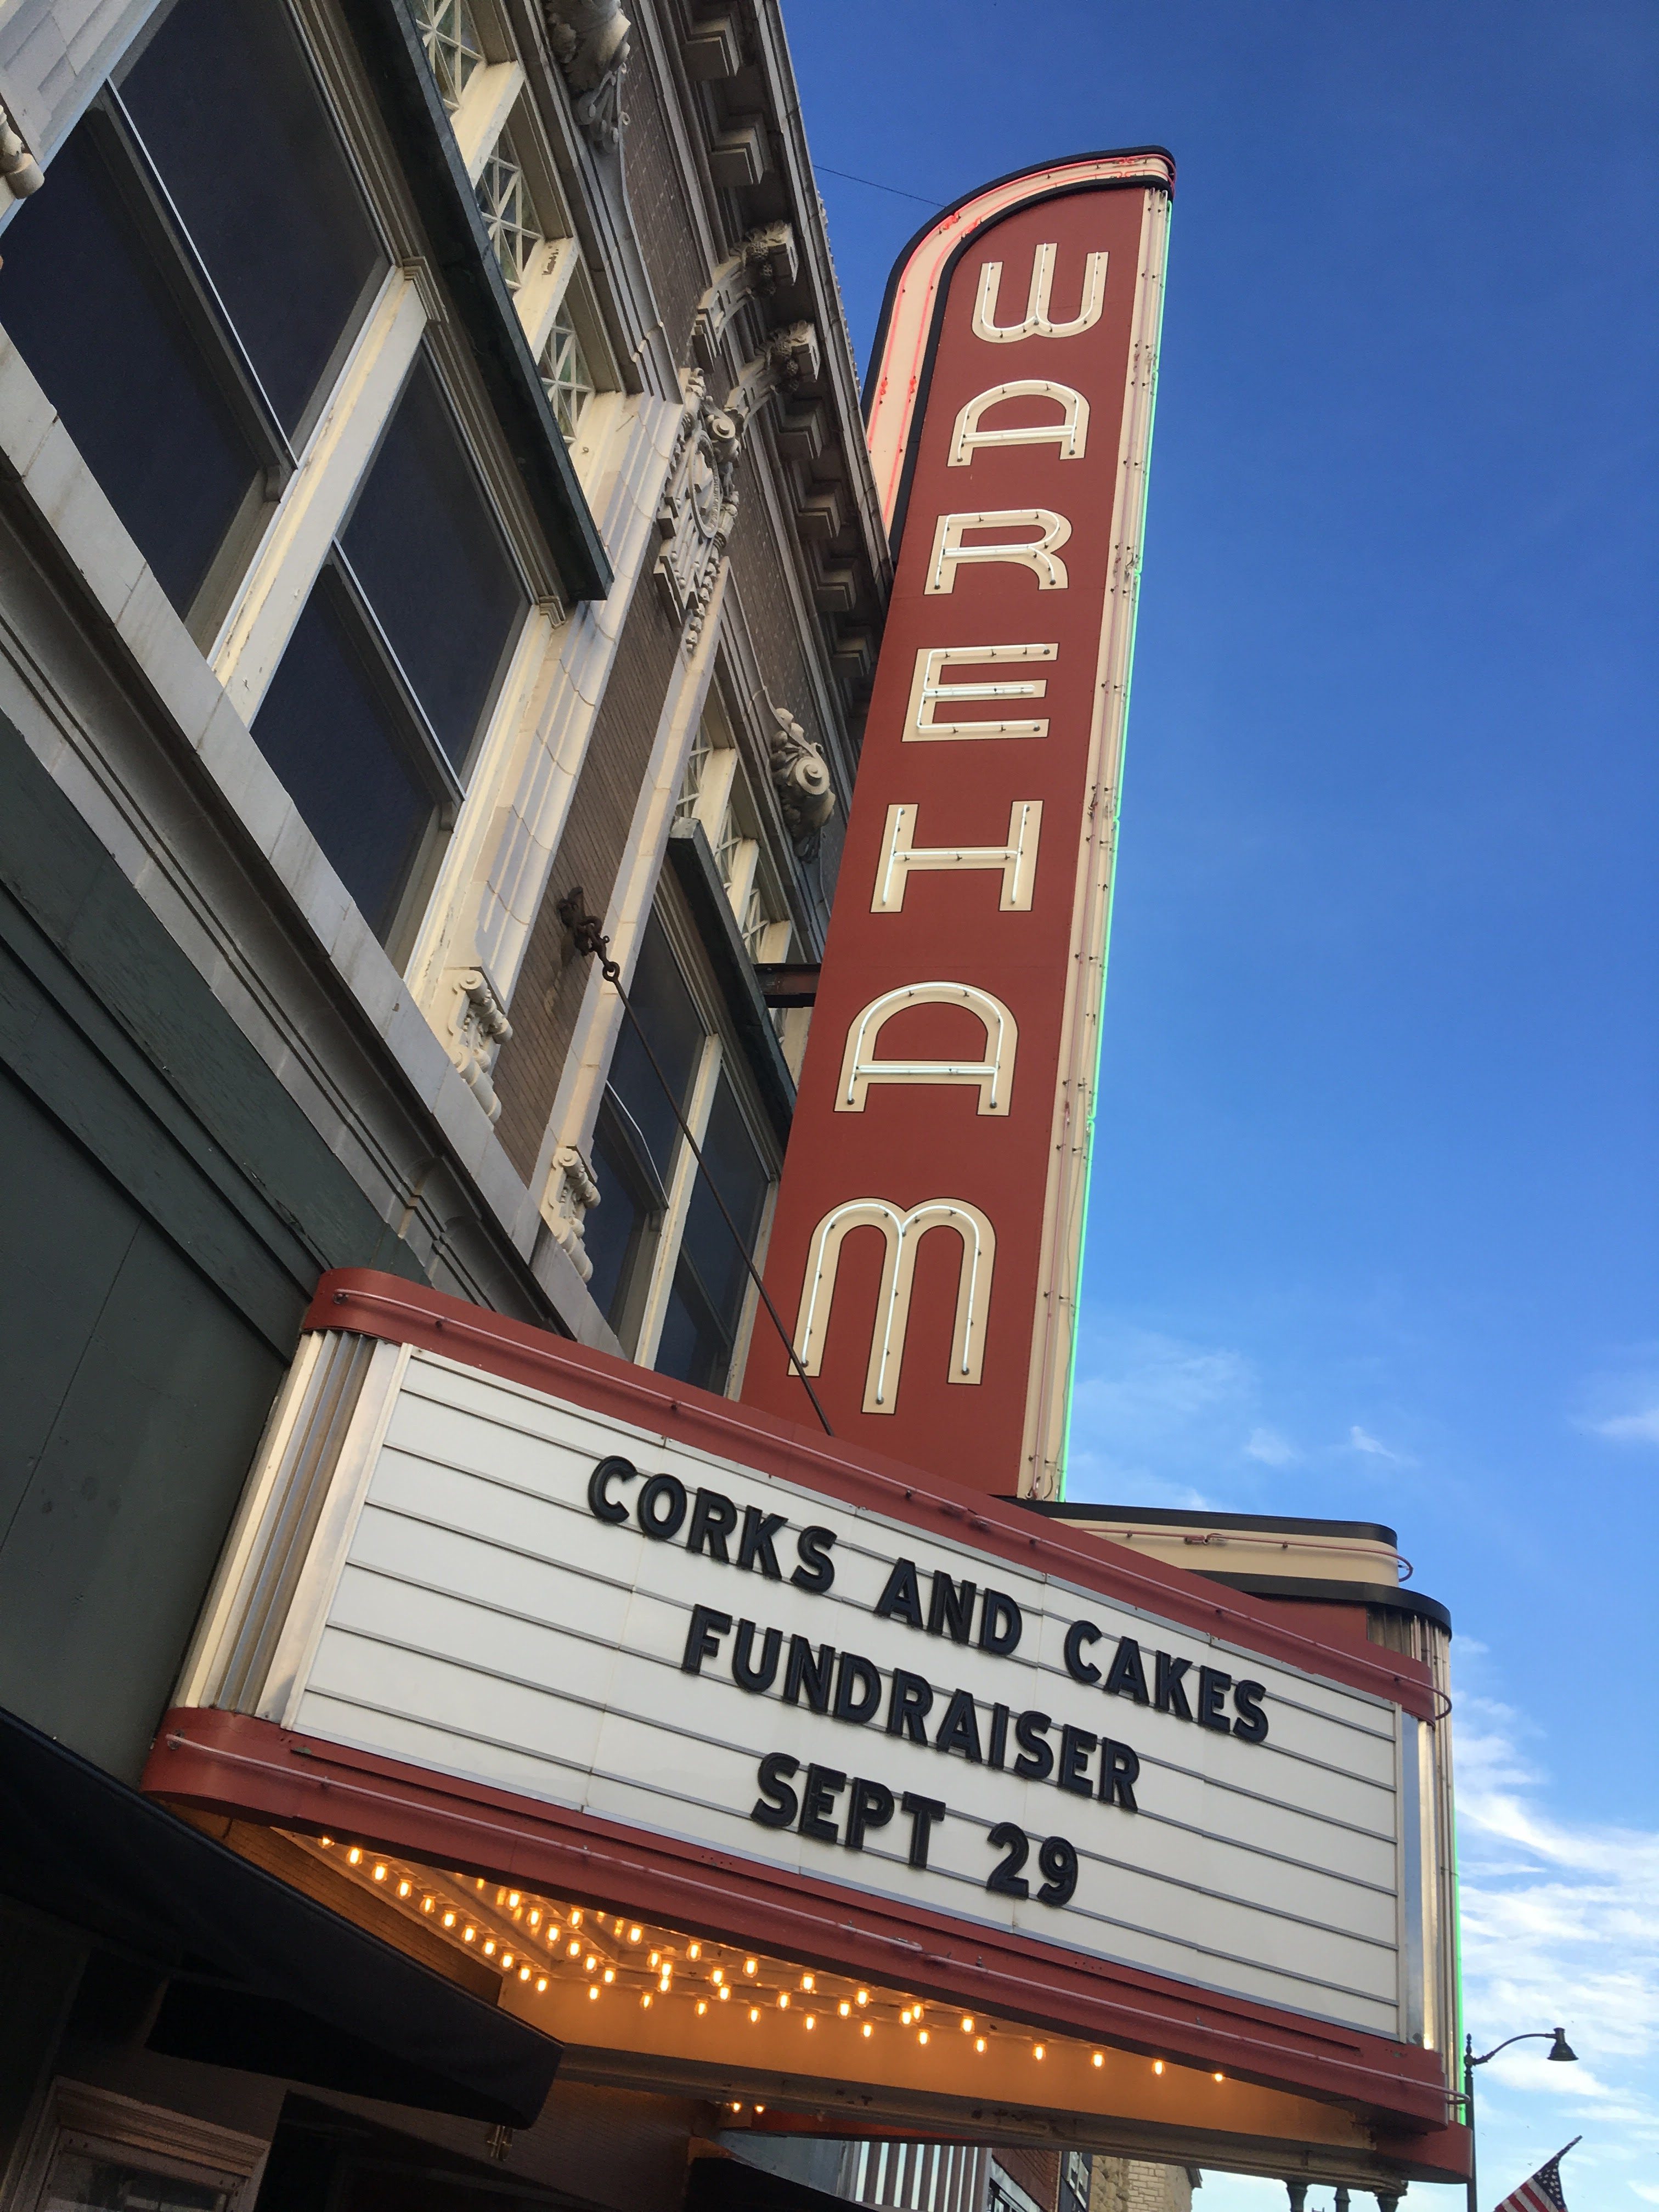 WAREHAM
CORKS AND CAKES
FUNDRAISER
SEPT 29